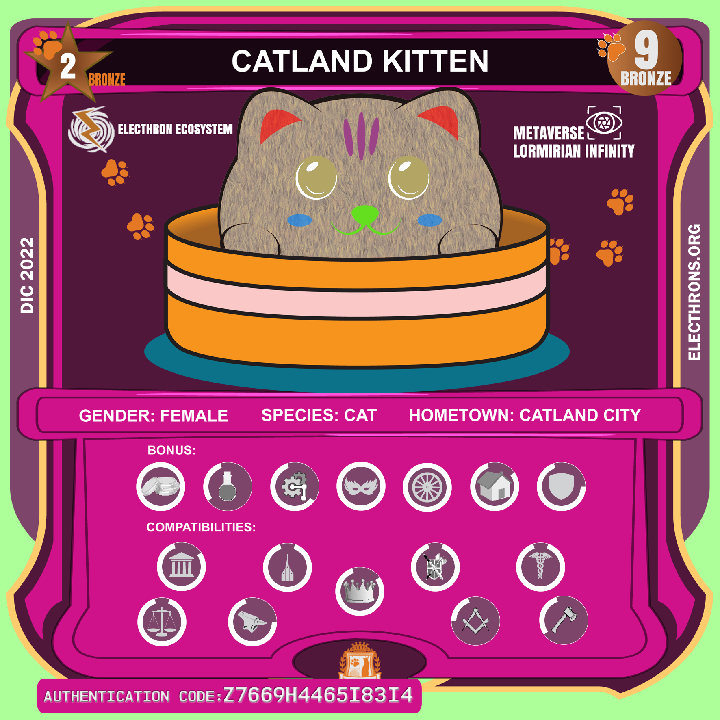 2
BRONZE
CATLAND KITTEN
9
BRONZE
ELECTHRON ECOSYSTEM
METAVERSE
LORMIRIAN INFINITY
DIC 2022
ELECTHRONS.ORG
GENDER: FEMALE SPECIES: CAT HOMETOWN: CATLAND CITY
BONUS:
COMPATIBILITIES:
AUTHENTICATION CODE:Z7669H4465I83I4